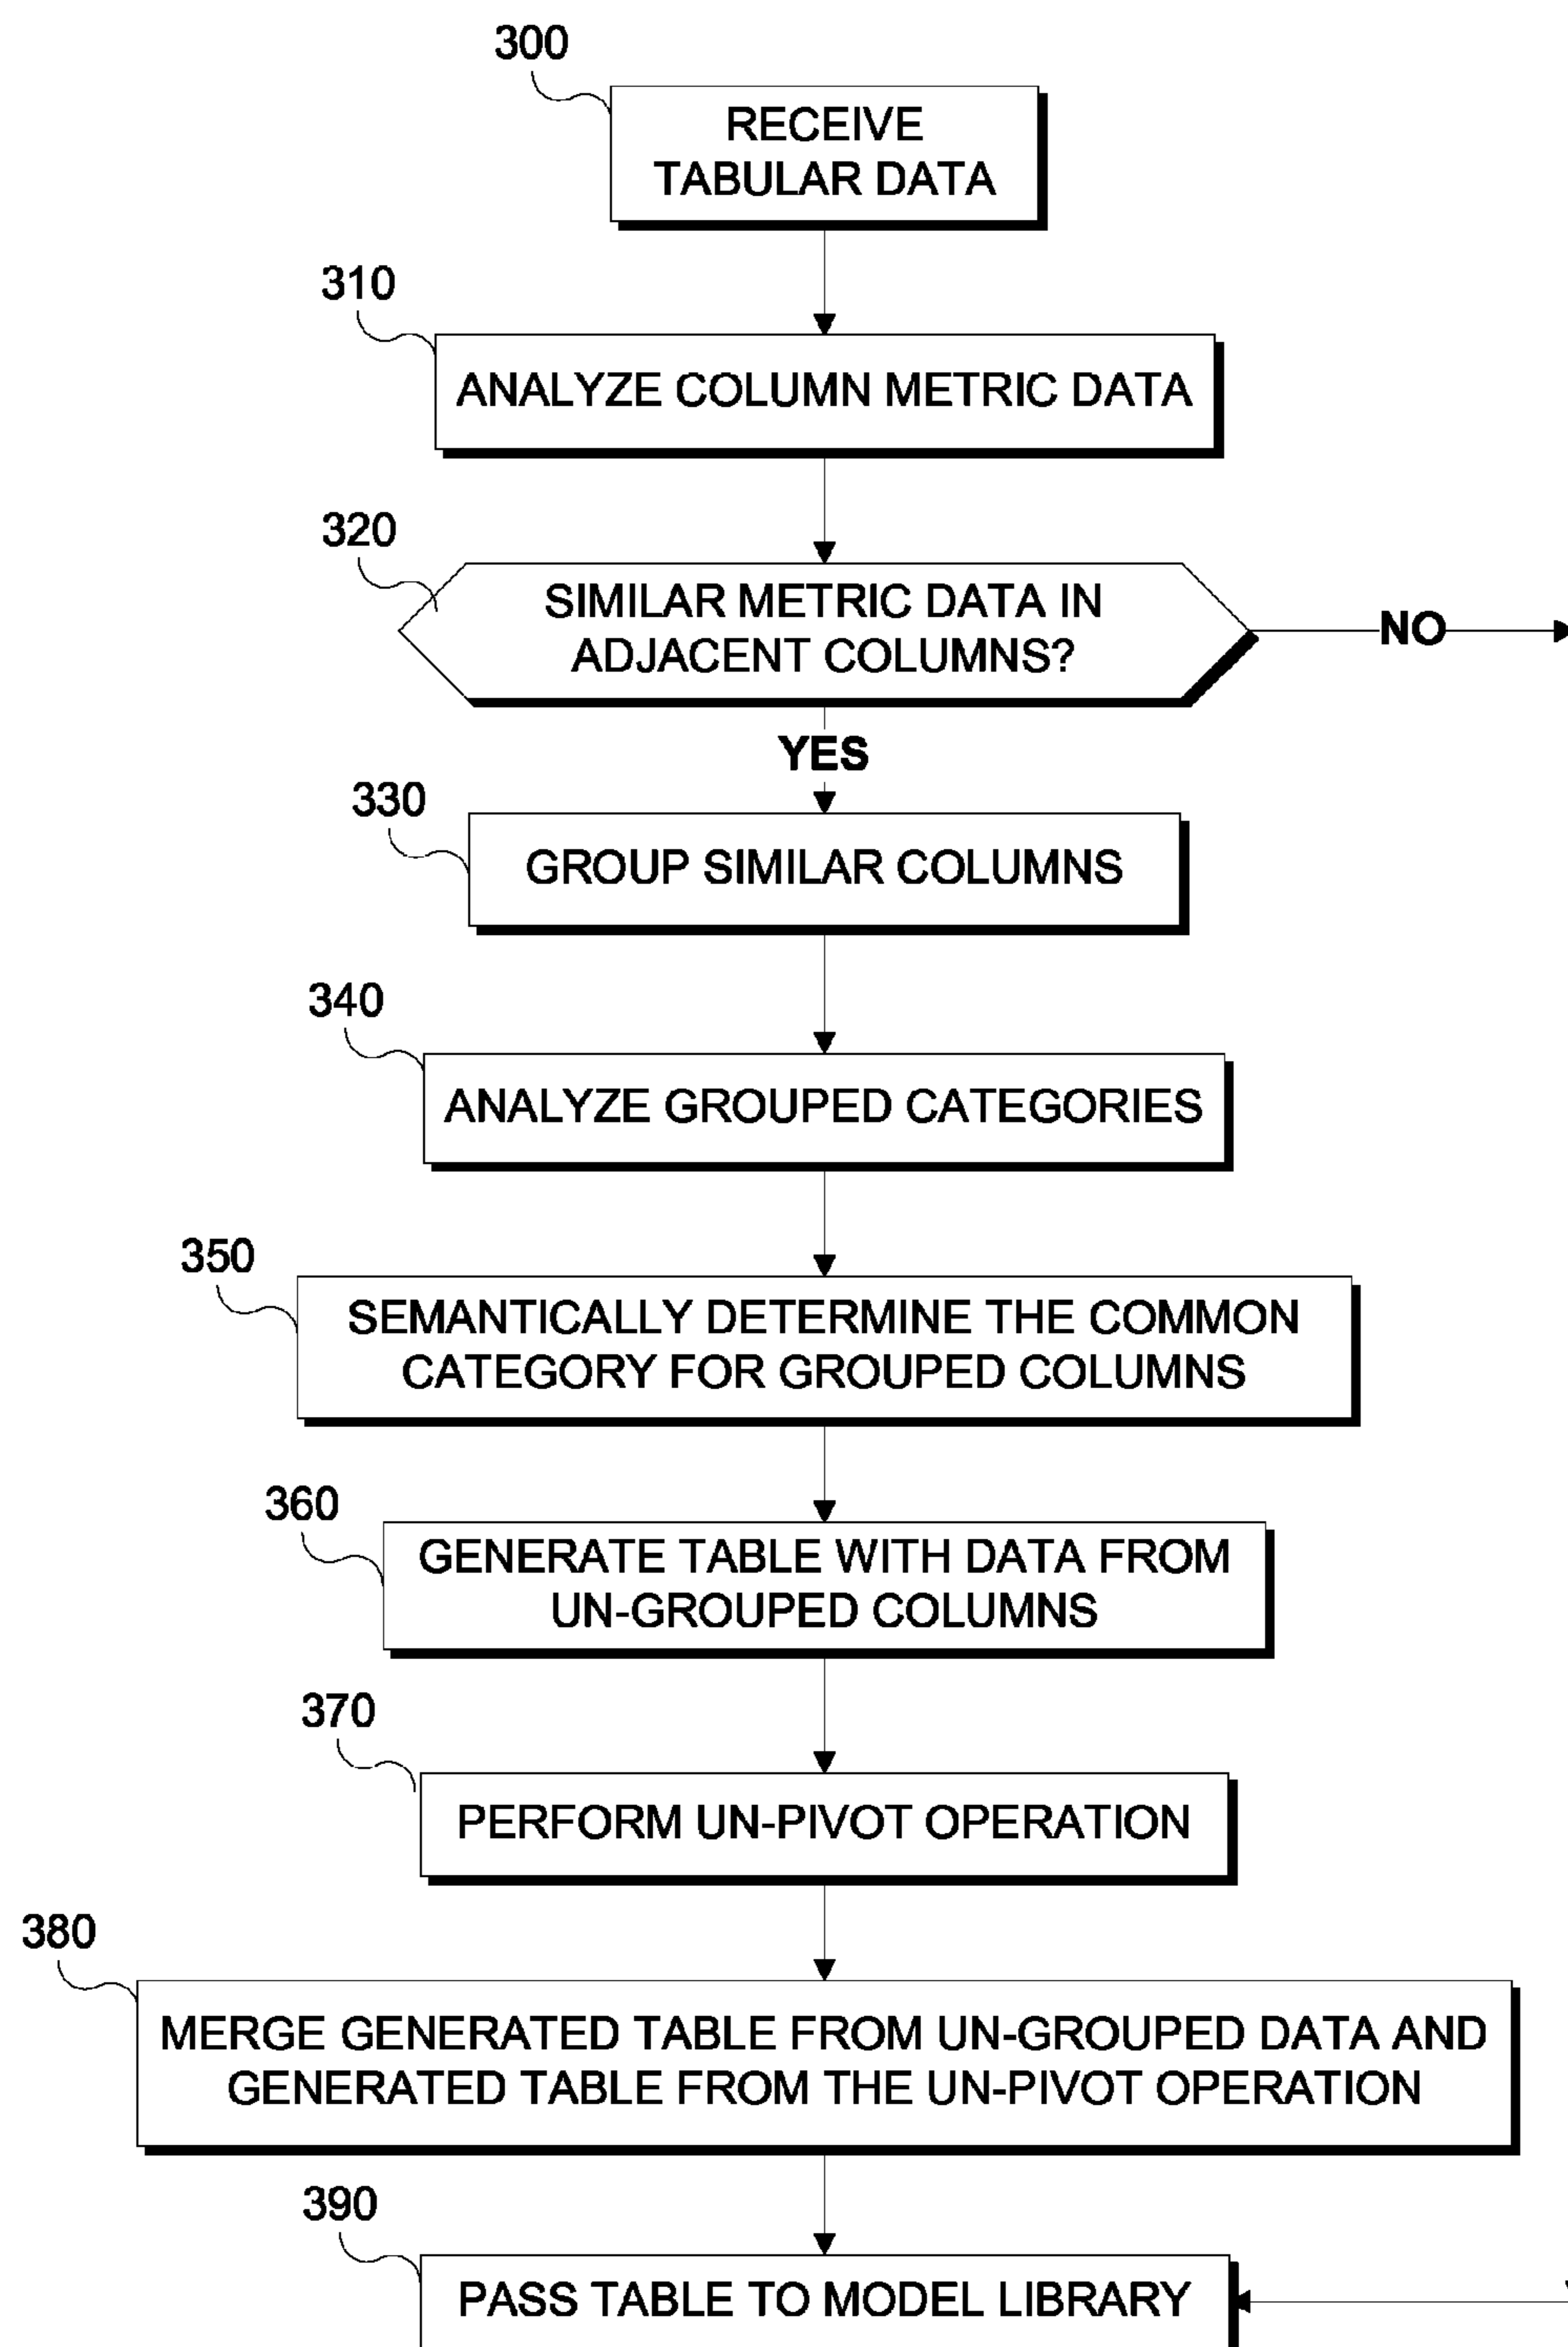 300
RECEIVE
TABULAR DATA
310
ANALYZE COLUMN METRIC DATA
320
SIMILAR METRIC DATA IN
ADJACENT COLUMNS?
NO
YES
330
GROUP SIMILAR COLUMNS
340
ANALYZE GROUPED CATEGORIES
350
SEMANTICALLY DETERMINE THE COMMON
CATEGORY FOR GROUPED COLUMNS
360
GENERATE TABLE WITH DATA FROM
UN-GROUPED COLUMNS
370
PERFORM UN-PIVOT OPERATION
380
MERGE GENERATED TABLE FROM UN-GROUPED DATA AND
GENERATED TABLE FROM THE UN-PIVOT OPERATION
390
PASS TABLE TO MODEL LIBRARY